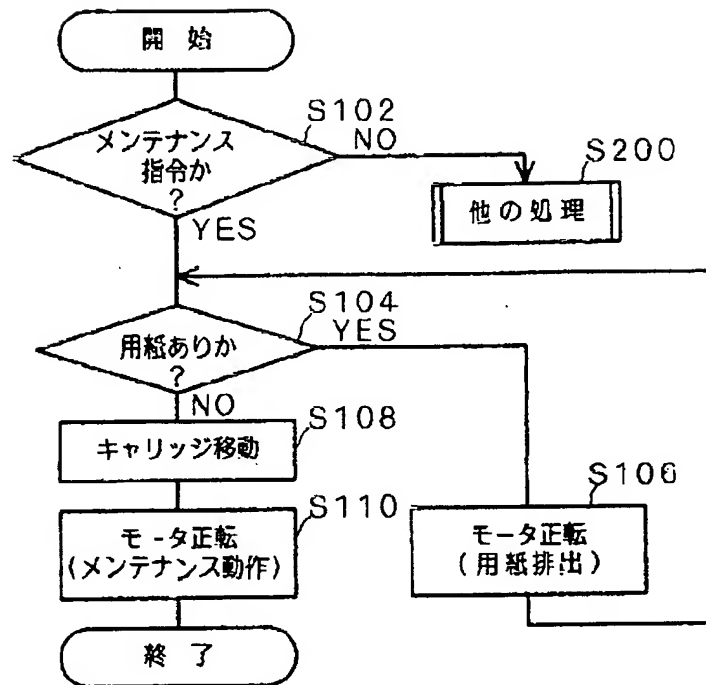 開始
S102
メンテナンス
指令か
?
NO
YES
S200
他の処理
S104
用紙ありか
?
YES
NO
S108
キャリッジ移動
S110
モータ正転
(メンテナンス動作)
S106
モータ正転
(用紙排出)
終了